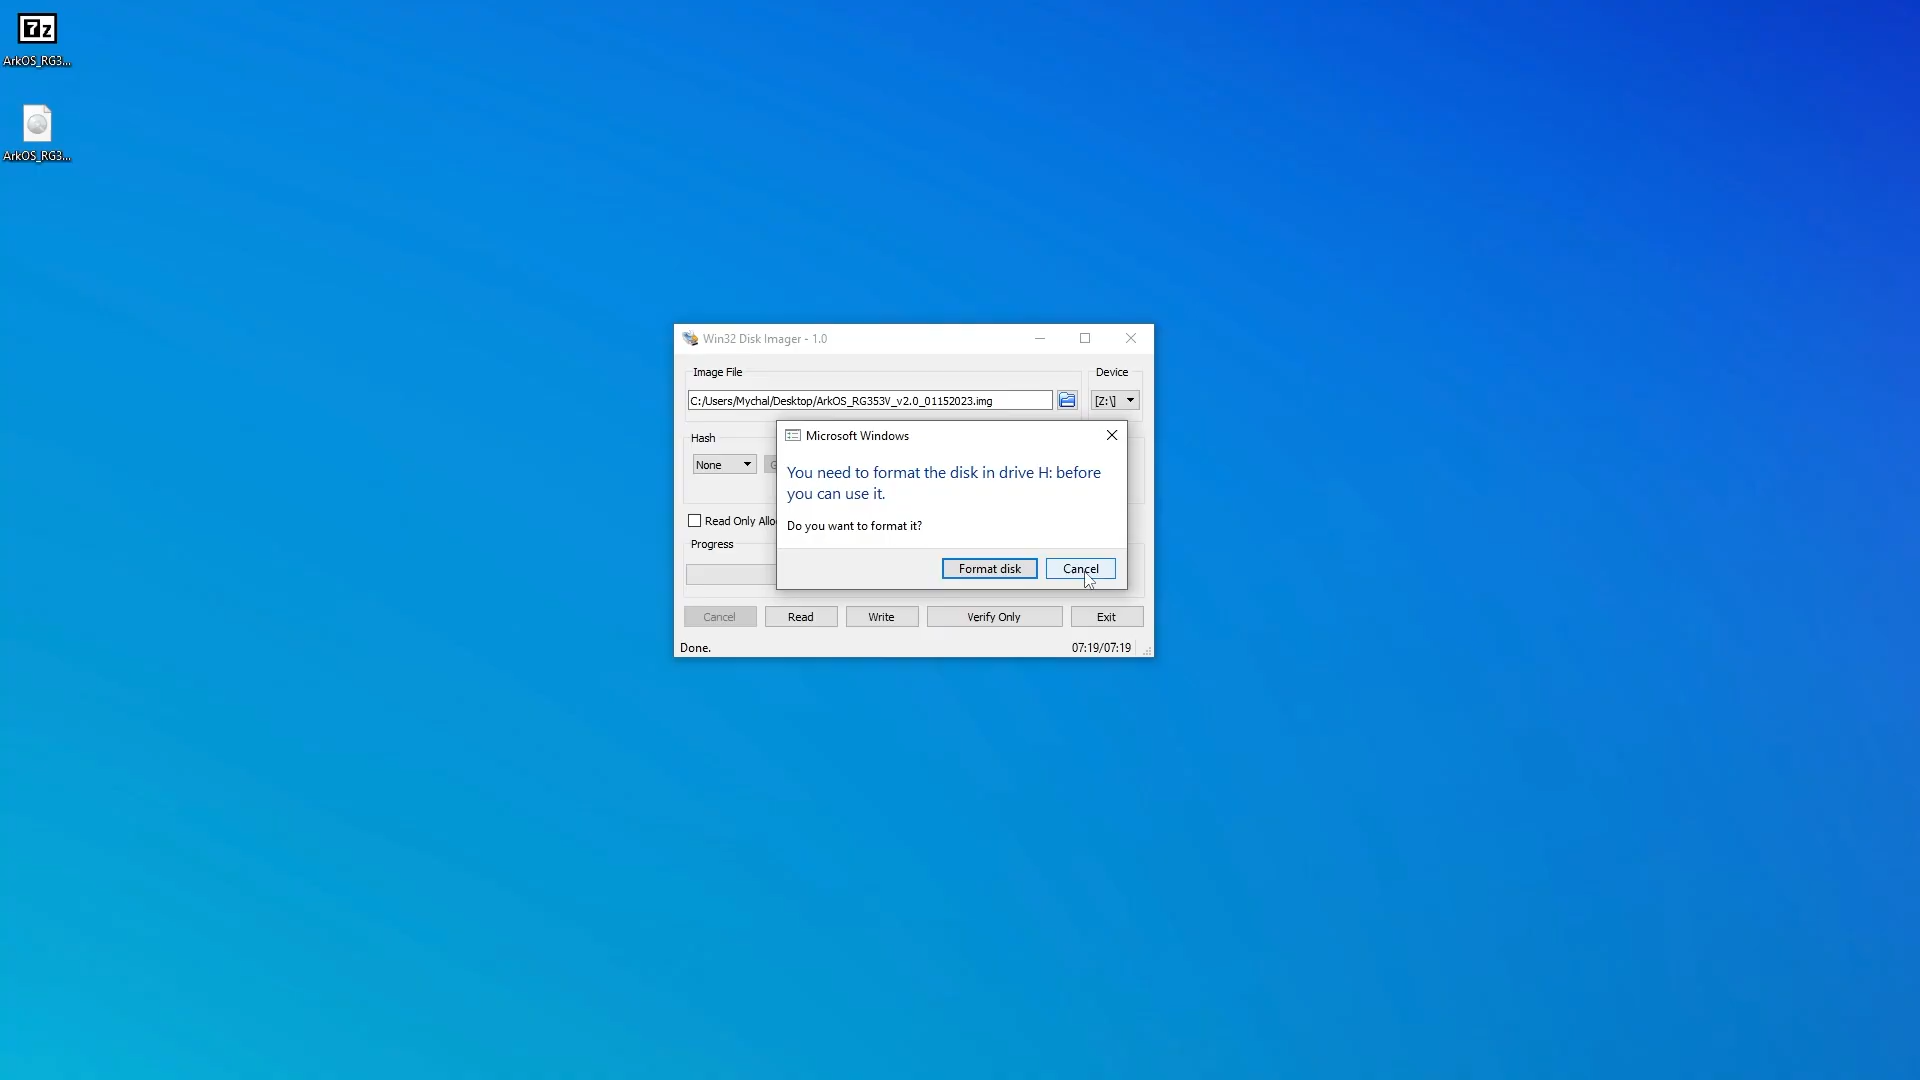 7z
ArkOS_RG3...
ArkOS_RG3...
Win32 Disk Imager - 1.0
Image File
Device
C:/Users/Mychal/Desktop/ArkOS_RG353V_v2.0_01152023.img
[Z:\]
Hash
None
G
Microsoft Windows
You need to format the disk in drive H: before
you can use it.
Do you want to format it?
Read Only Allo
Progress
Format disk
Cancel
Cancel
Read
Write
Verify Only
Exit
Done.
07:19/07:19